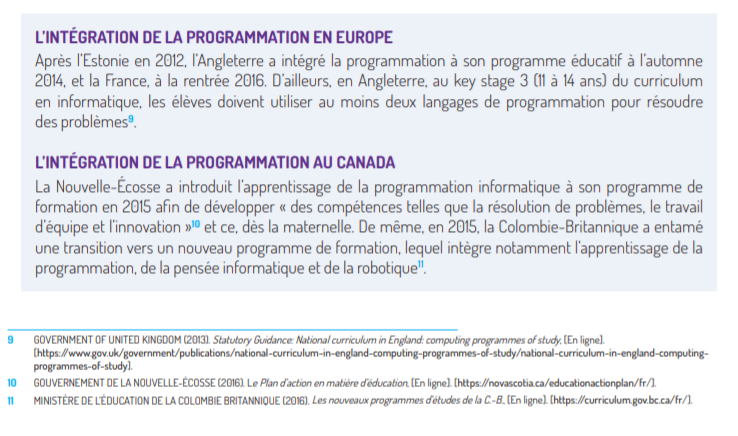 L'INTÉGRATION DE LA PROGRAMMATION EN EUROPE
Après l'Estonie en 2012, l'Angleterre a intégré la programmation à son programme éducatif à l'automne
2014, et la France, à la rentrée 2016. D'ailleurs, en Angleterre, au key stage 3 (11 à 14 ans) du curriculum
en informatique, les élèves doivent utiliser au moins deux langages de programmation pour résoudre
des problèmes⁹.
L'INTÉGRATION DE LA PROGRAMMATION AU CANADA
La Nouvelle-Écosse a introduit l'apprentissage de la programmation informatique à son programme de
formation en 2015 afin de développer « des compétences telles que la résolution de problèmes, le travail
d'équipe et l'innovation »¹⁰ et ce, dès la maternelle. De même, en 2015, la Colombie-Britannique a entamé
une transition vers un nouveau programme de formation, lequel intègre notamment l'apprentissage de la
programmation, de la pensée informatique et de la robotique¹¹.
9 GOVERNMENT OF UNITED KINGDOM (2013). Statutory Guidance: National curriculum in England: computing programmes of study, [En ligne].
[https://www.gov.uk/government/publications/national-curriculum-in-england-computing-programmes-of-study/national-curriculum-in-england-computing-
programmes-of-study].
10 GOUVERNEMENT DE LA NOUVELLE-ÉCOSSE (2016). Le Plan d'action en matière d'éducation, [En ligne]. [https://novascotia.ca/educationactionplan/fr/].
11 MINISTÈRE DE L'ÉDUCATION DE LA COLOMBIE BRITANNIQUE (2016). Les nouveaux programmes d'études de la C.-B., [En ligne]. [https://curriculum.gov.bc.ca/fr/].